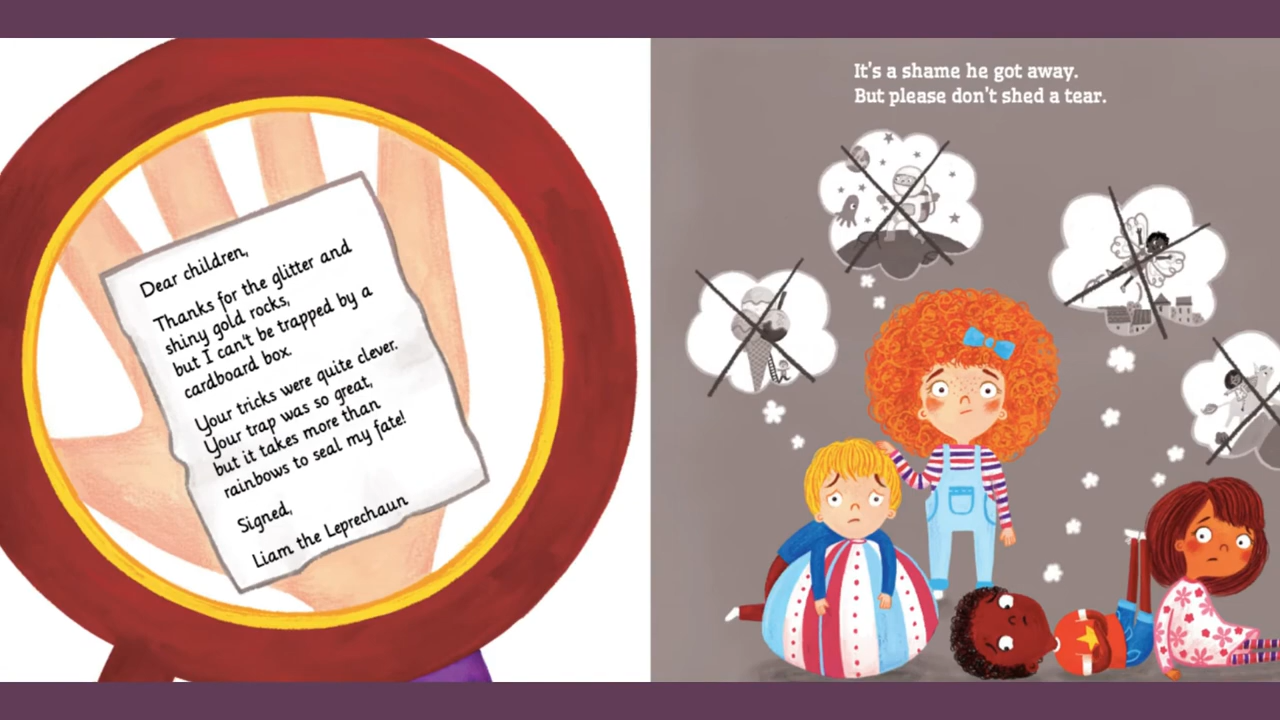 Dear children,
Thanks for the glitter and
shiny gold rocks,
but I can't be trapped by a
cardboard box.
Your tricks were quite clever.
Your trap was so great,
but it takes more than
rainbows to seal my fate!
Signed,
Liam the Leprechaun
It's a shame he got away.
But please don't shed a tear.